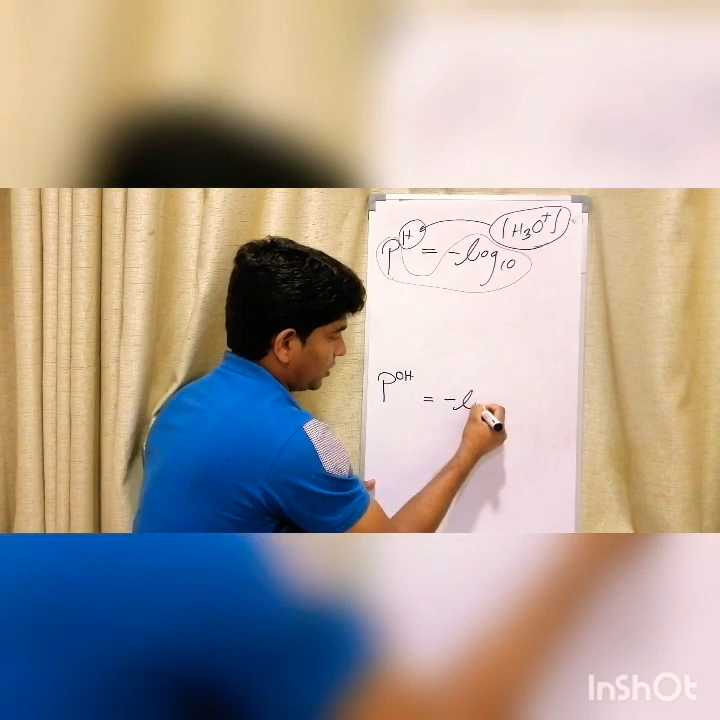 pH = -log₁₀ [H₃O⁺]
pOH = -l
InShOt